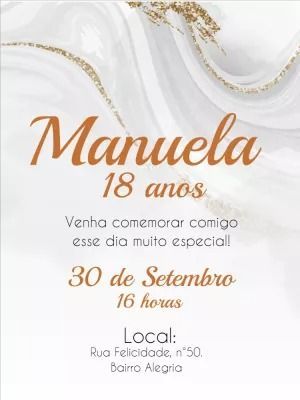 Manuela
18 anos
Venha comemorar comigo
esse dia muito especial!
30 de Setembro
16 horas
Local:
Rua Felicidade, n°50.
Bairro Alegria